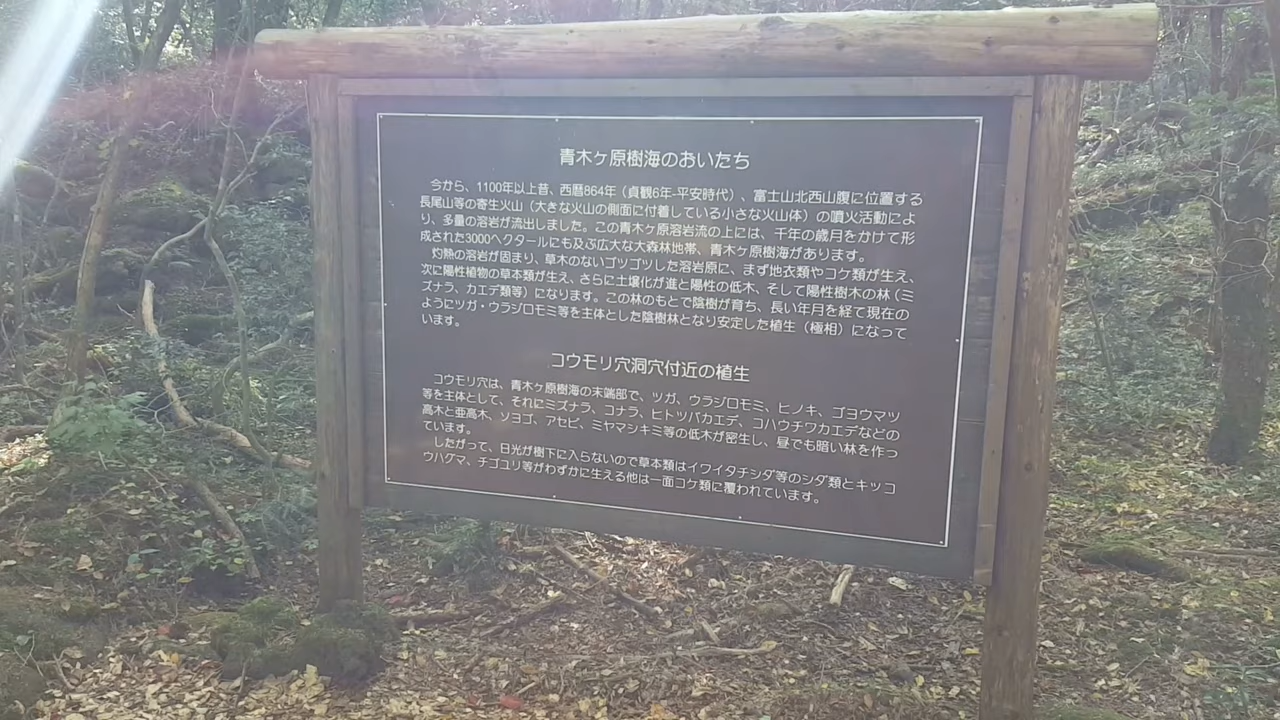 青木ヶ原樹海のおいたち
今から、1100年以上昔、西暦864年（貞観6年-平安時代）、富士山北西山腹に位置する
長尾山等の寄生火山（大きな火山の側面に付着している小さな火山体）の噴火活動によ
り、多量の溶岩が流出しました。この青木ヶ原溶岩流の上には、千年の歳月をかけて形
成された3000ヘクタールにも及ぶ広大な大森林地帯、青木ヶ原樹海があります。
灼熱の溶岩が固まり、草木のないゴツゴツした溶岩原に、まず地衣類やコケ類が生え、
次に陽性植物の草本類が生え、さらに土壌化が進と陽性の低木、そして陽性樹木の林（ミ
ズナラ、カエデ類等）になります。この林のもとで陰樹が育ち、長い年月を経て現在の
ようにツガ・ウラジロモミ等を主体とした陰樹林となり安定した植生（極相）になって
います。
コウモリ穴洞穴付近の植生
コウモリ穴は、青木ヶ原樹海の末端部で、ツガ、ウラジロモミ、ヒノキ、ゴヨウマツ
等を主体として、それにミズナラ、コナラ、ヒトツバカエデ、コハウチワカエデなどの
高木と亜高木、ソヨゴ、アセビ、ミヤマシキミ等の低木が密生し、昼でも暗い林を作っ
ています。
したがって、日光が樹下に入らないので草本類はイワイタチシダ等のシダ類とキッコ
ウハグマ、チゴユリ等がわずかに生える他は一面コケ類に覆われています。